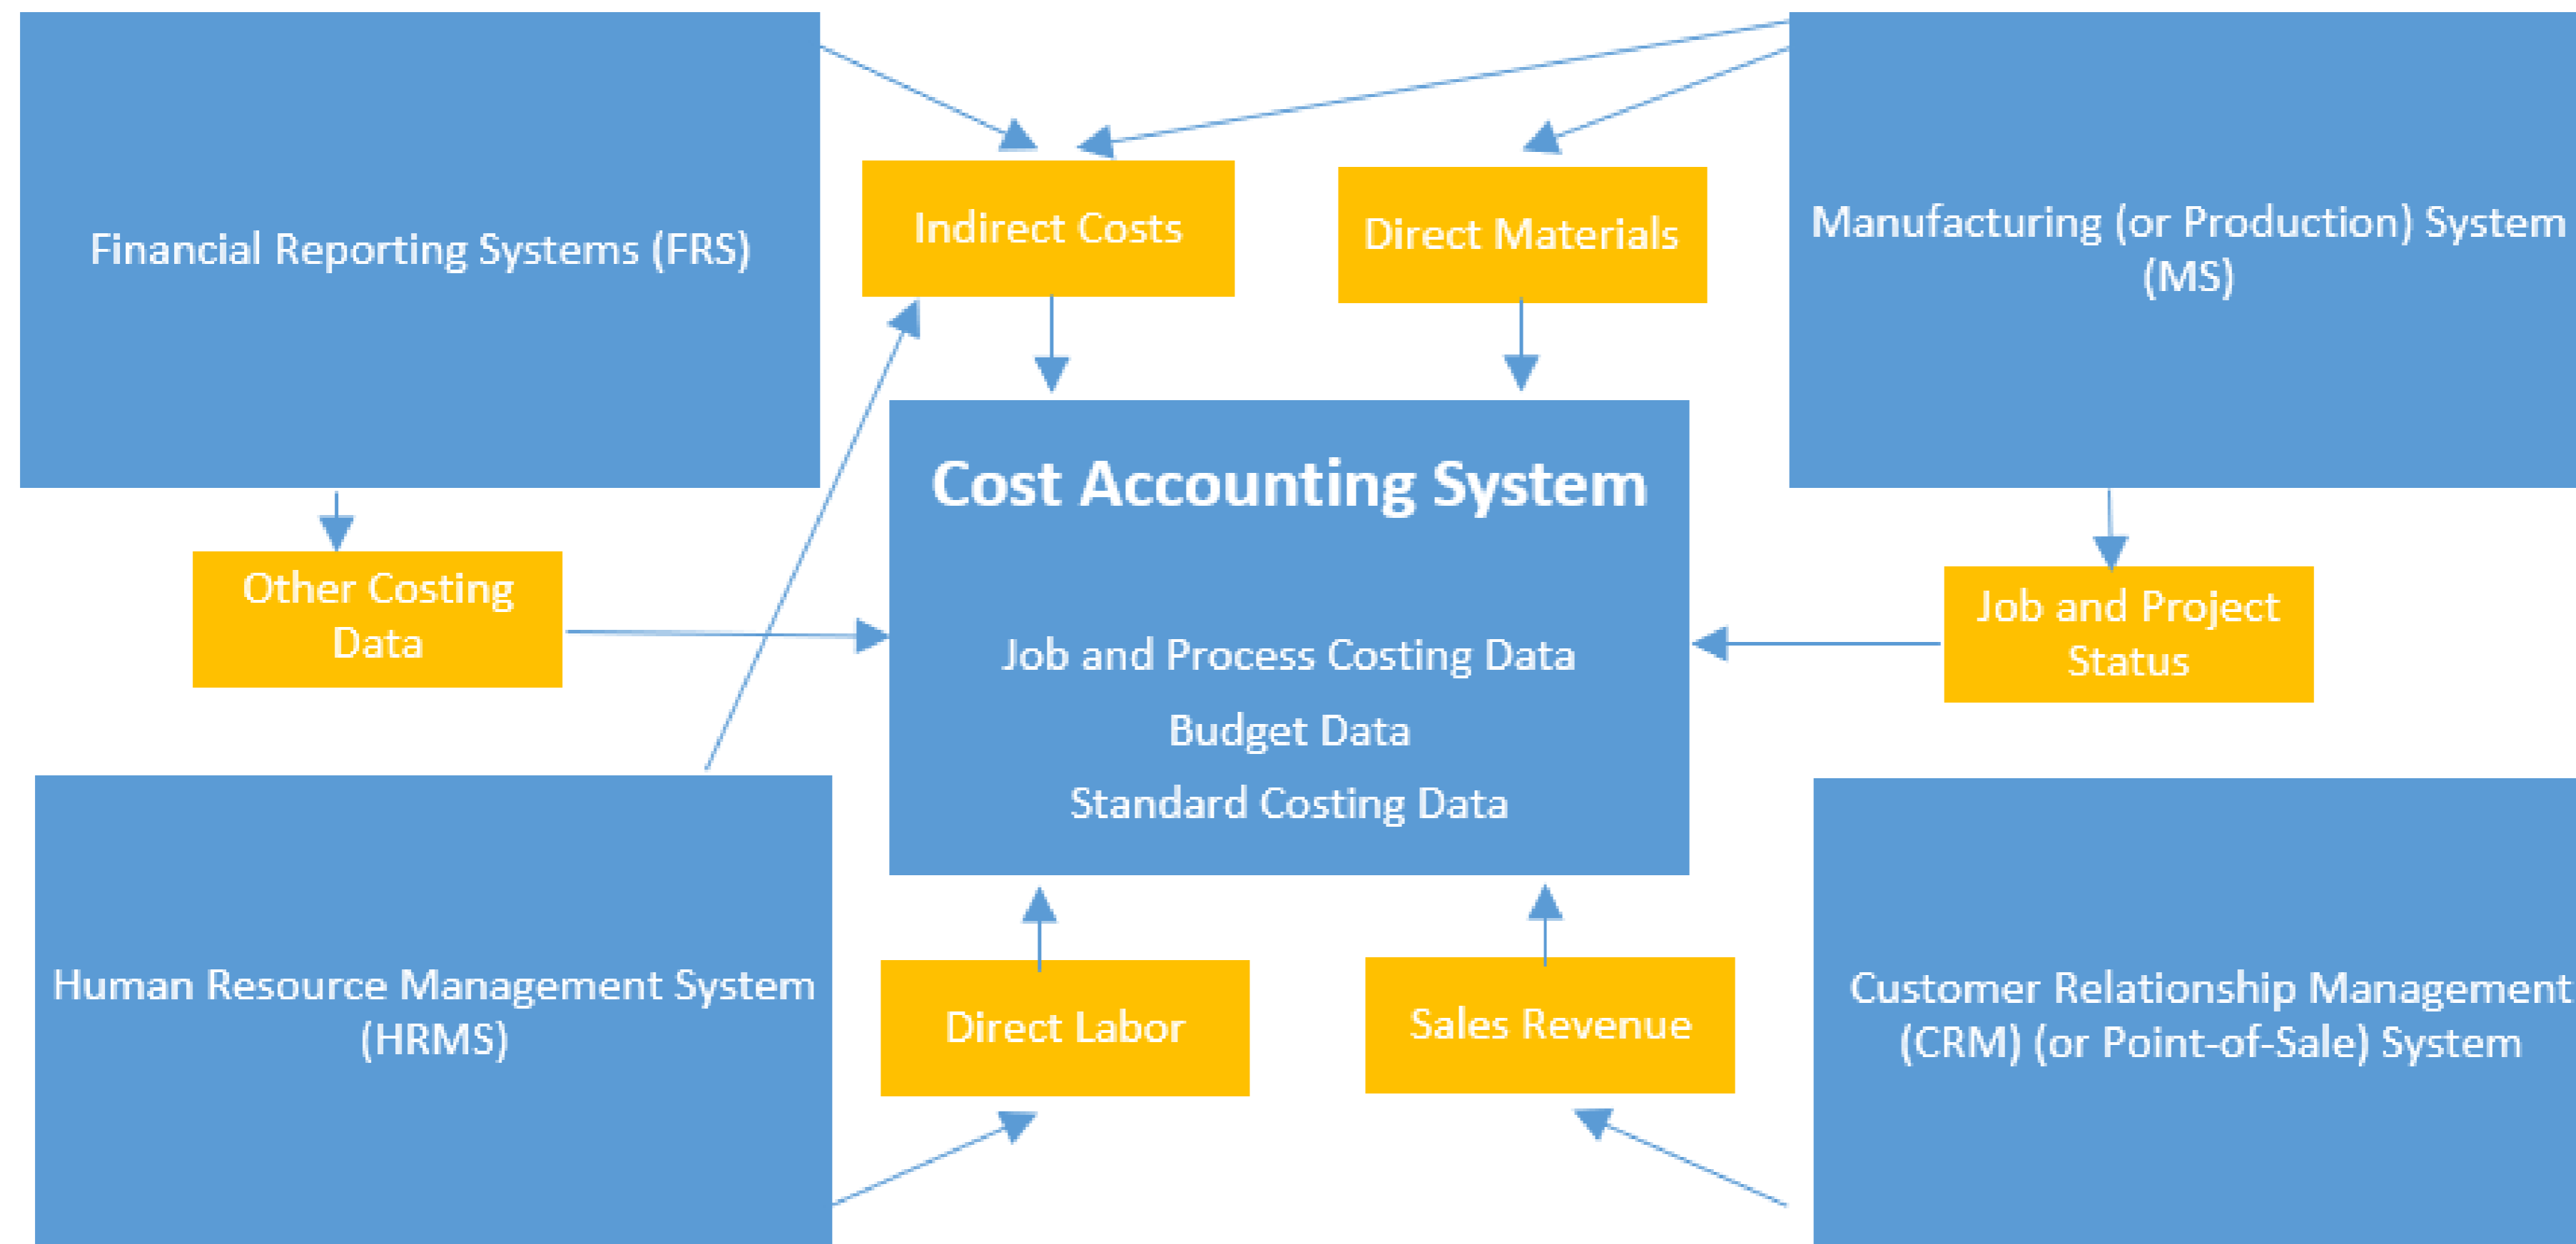 Financial Reporting Systems (FRS)
Indirect Costs
Direct Materials
Manufacturing (or Production) System
(MS)
Cost Accounting System
Job and Process Costing Data
Budget Data
Standard Costing Data
Other Costing
Data
Job and Project
Status
Human Resource Management System
(HRMS)
Direct Labor
Sales Revenue
Customer Relationship Management
(CRM) (or Point-of-Sale) System